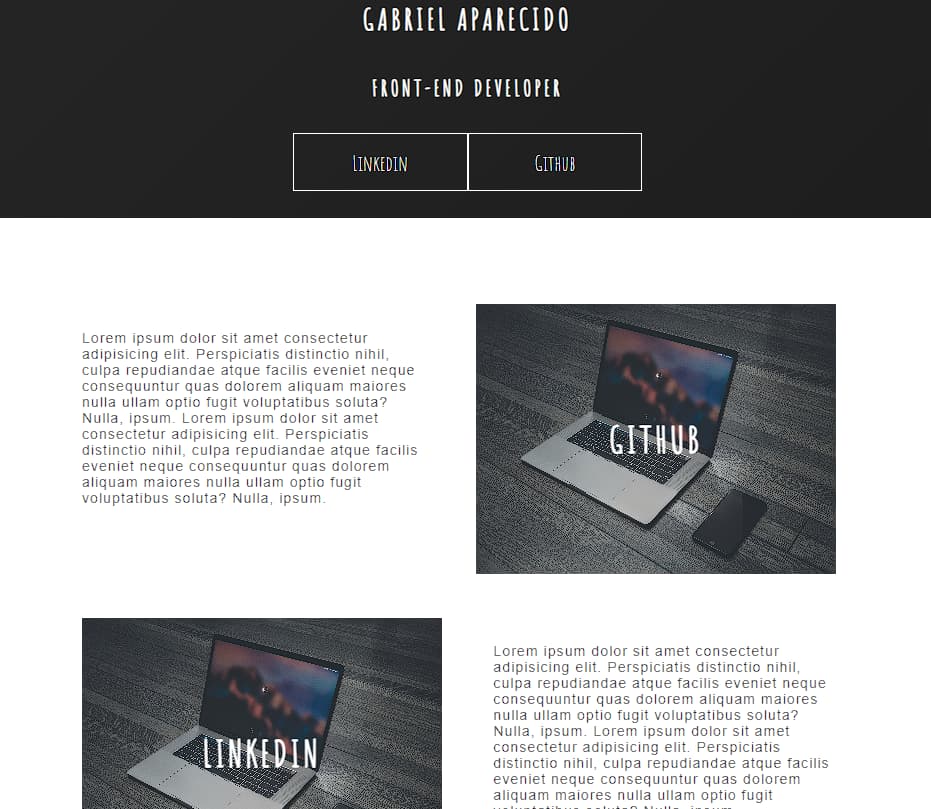 GABRIEL APARECIDO
FRONT-END DEVELOPER
LINKEDIN
GITHUB
Lorem ipsum dolor sit amet consectetur
adipisicing elit. Perspiciatis distinctio nihil,
culpa repudiandae atque facilis eveniet neque
consequuntur quas dolorem aliquam maiores
nulla ullam optio fugit voluptatibus soluta?
Nulla, ipsum. Lorem ipsum dolor sit amet
consectetur adipisicing elit. Perspiciatis
distinctio nihil, culpa repudiandae atque facilis
eveniet neque consequuntur quas dolorem
aliquam maiores nulla ullam optio fugit
voluptatibus soluta? Nulla, ipsum.
GITHUB
LINKEDIN
Lorem ipsum dolor sit amet consectetur
adipisicing elit. Perspiciatis distinctio nihil,
culpa repudiandae atque facilis eveniet neque
consequuntur quas dolorem aliquam maiores
nulla ullam optio fugit voluptatibus soluta?
Nulla, ipsum. Lorem ipsum dolor sit amet
consectetur adipisicing elit. Perspiciatis
distinctio nihil, culpa repudiandae atque facilis
eveniet neque consequuntur quas dolorem
aliquam maiores nulla ullam optio fugit